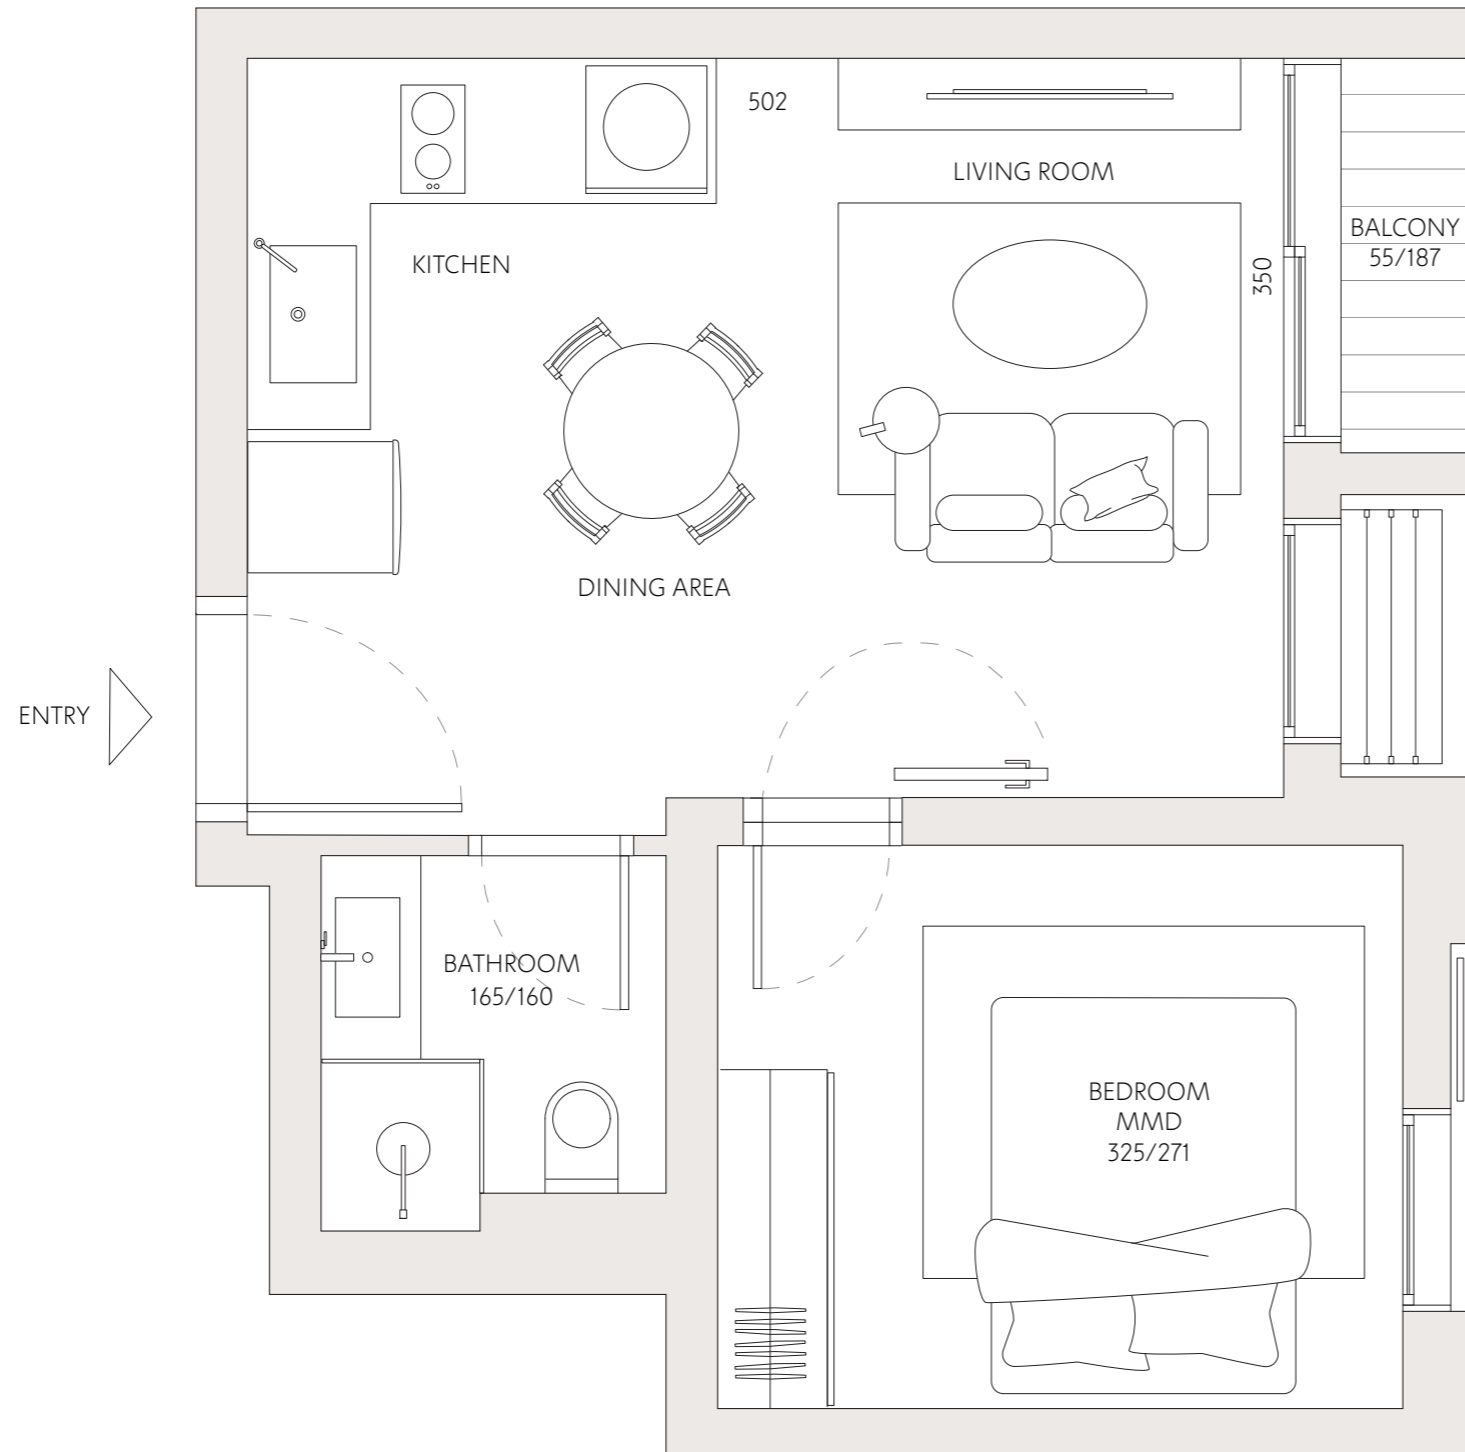 502
LIVING ROOM
BALCONY
55/187
KITCHEN
350
DINING AREA
ENTRY
BATHROOM
165/160
BEDROOM
MMD
325/271